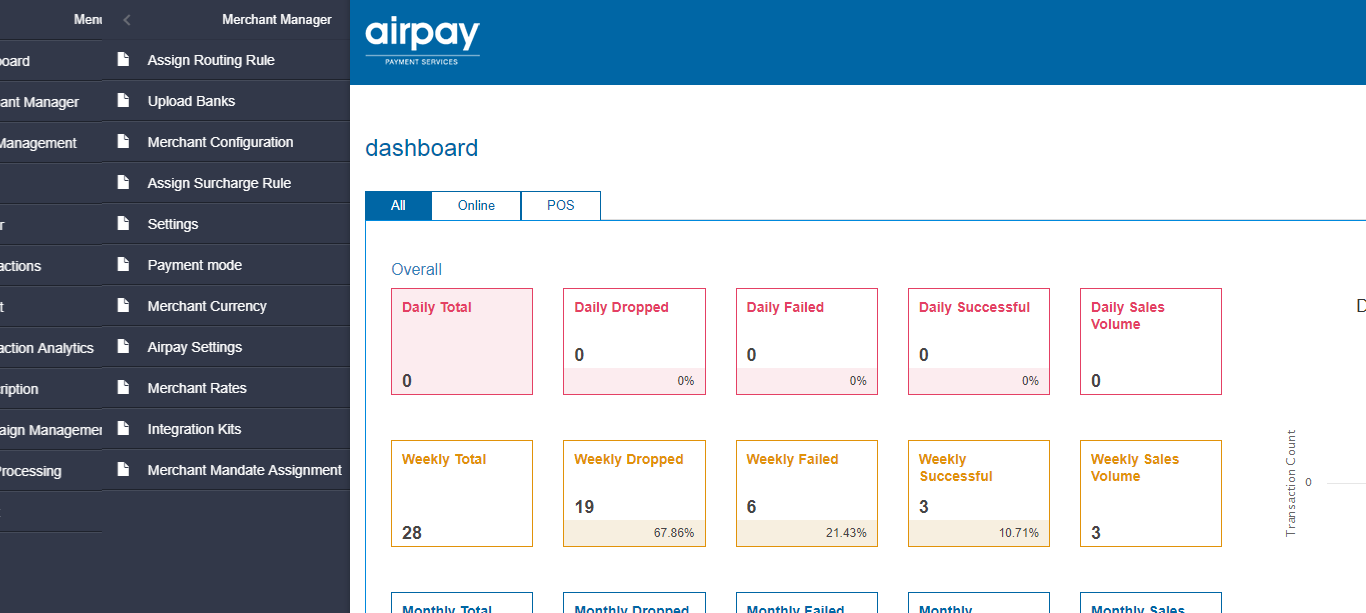 Menu
Merchant Manager
Assign Routing Rule
ant Manager
Upload Banks
Management
Merchant Configuration
Assign Surcharge Rule
Settings
actions
Payment mode
Merchant Currency
action Analytics
Airpay Settings
ription
Merchant Rates
aign Managemen
Integration Kits
Processing
Merchant Mandate Assignment
airpay
PAYMENT SERVICES
dashboard
All
Online
POS
Overall
Daily Total
0
Daily Dropped
0
0%
Daily Failed
0
0%
Daily Successful
0
0%
Daily Sales
Volume
0
Weekly Total
28
Weekly Dropped
19
67.86%
Weekly Failed
6
21.43%
Weekly
Successful
3
10.71%
Weekly Sales
Volume
3
Monthly Total
Monthly Dropped
Monthly Failed
Monthly
Monthly Sales
D
Transaction Count
0